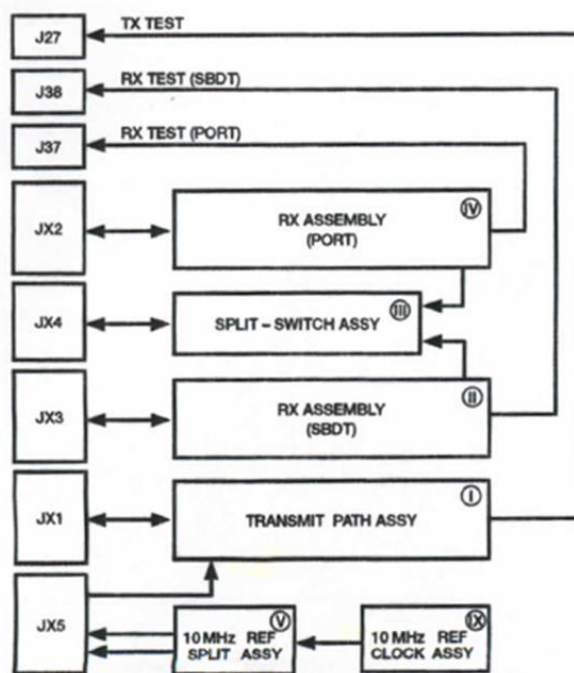 J27
TX TEST
J38
RX TEST (SBDT)
J37
RX TEST (PORT)
JX2
RX ASSEMBLY
(PORT)
IV
JX4
SPLIT - SWITCH ASSY
III
JX3
RX ASSEMBLY
(SBDT)
II
JX1
TRANSMIT PATH ASSY
I
JX5
10 MHz REF
SPLIT ASSY
V
10 MHz REF
CLOCK ASSY
IX